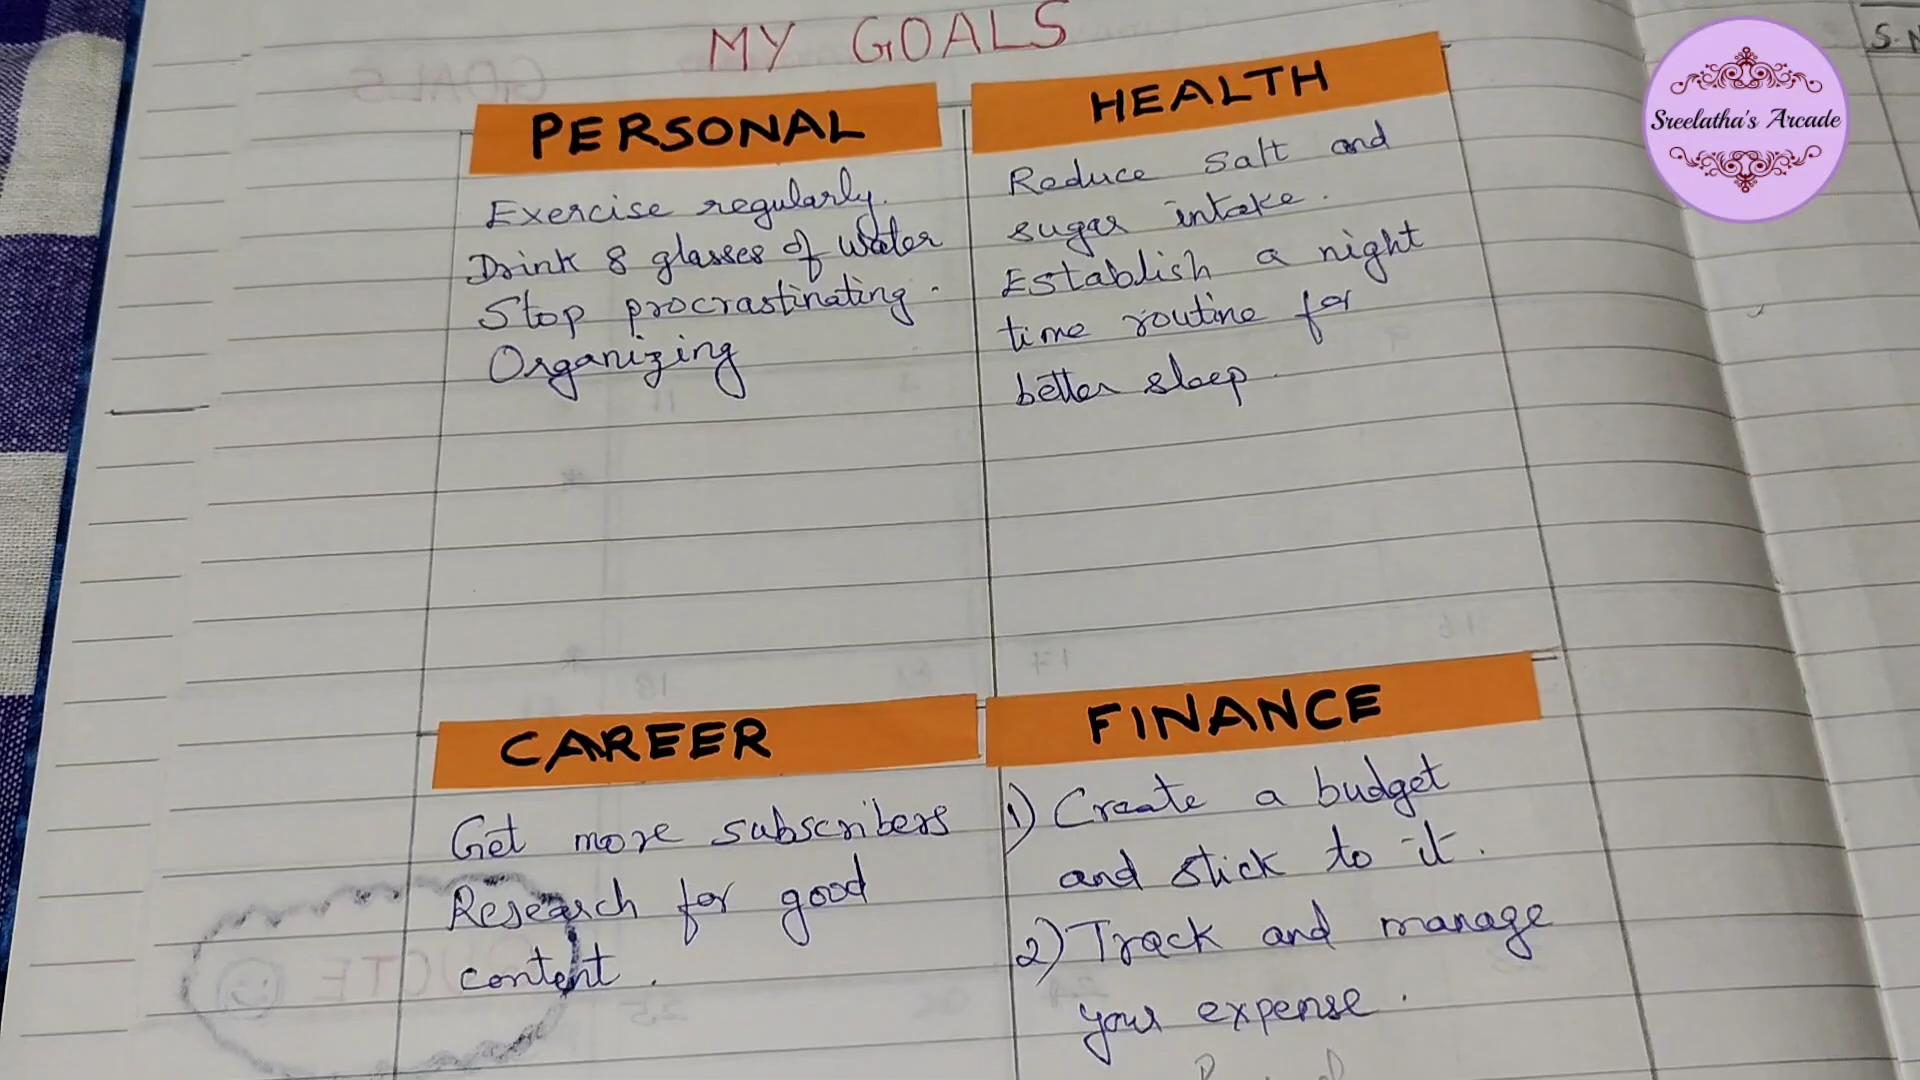 MY GOALS
PERSONAL
Exercise regularly.
Drink 8 glasses of water
Stop procrastinating.
Organizing
HEALTH
Reduce salt and
sugar intake.
Establish a night
time routine for
better sleep.
CAREER
Get more subscribers
Research for good
content.
FINANCE
1) Create a budget
and stick to it.
2) Track and manage
your expense.
Sreelatha's Arcade